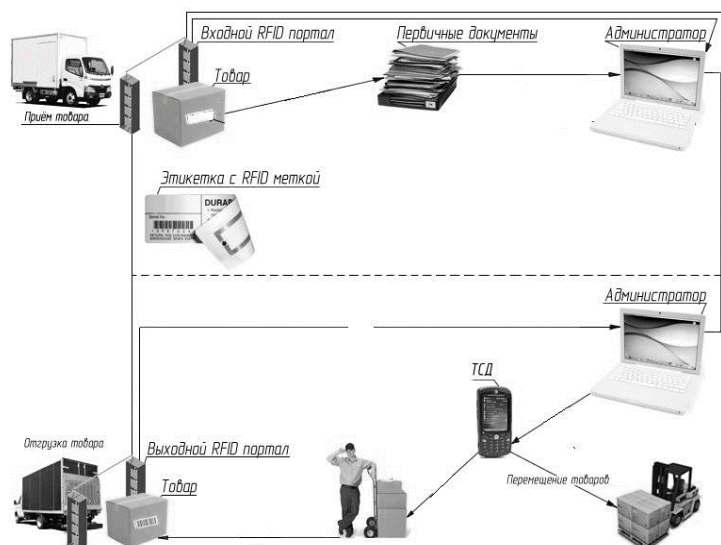 Входной RFID портал
Первичные документы
Администратор
Товар
Приём товара
Этикетка с RFID меткой
DURA
Администратор
ТСД
Отгрузка товара
Выходной RFID портал
Товар
Перемещение товаров